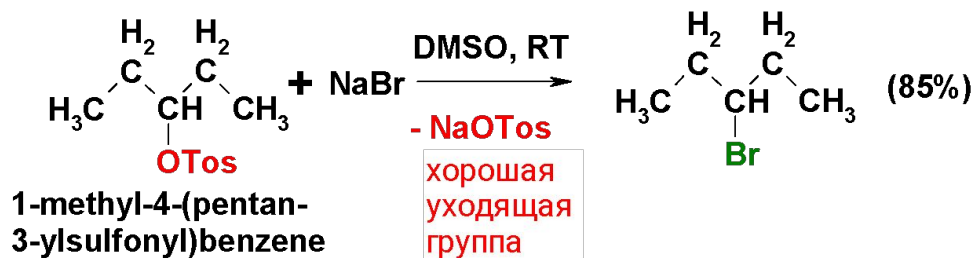 H₂ H₂
C C
H₃C CH CH₃
OTos
1-methyl-4-(pentan-
3-ylsulfonyl)benzene
+ NaBr
DMSO, RT
- NaOTos
хорошая
уходящая
группа
H₂ H₂
C C
H₃C CH CH₃
Br
(85%)